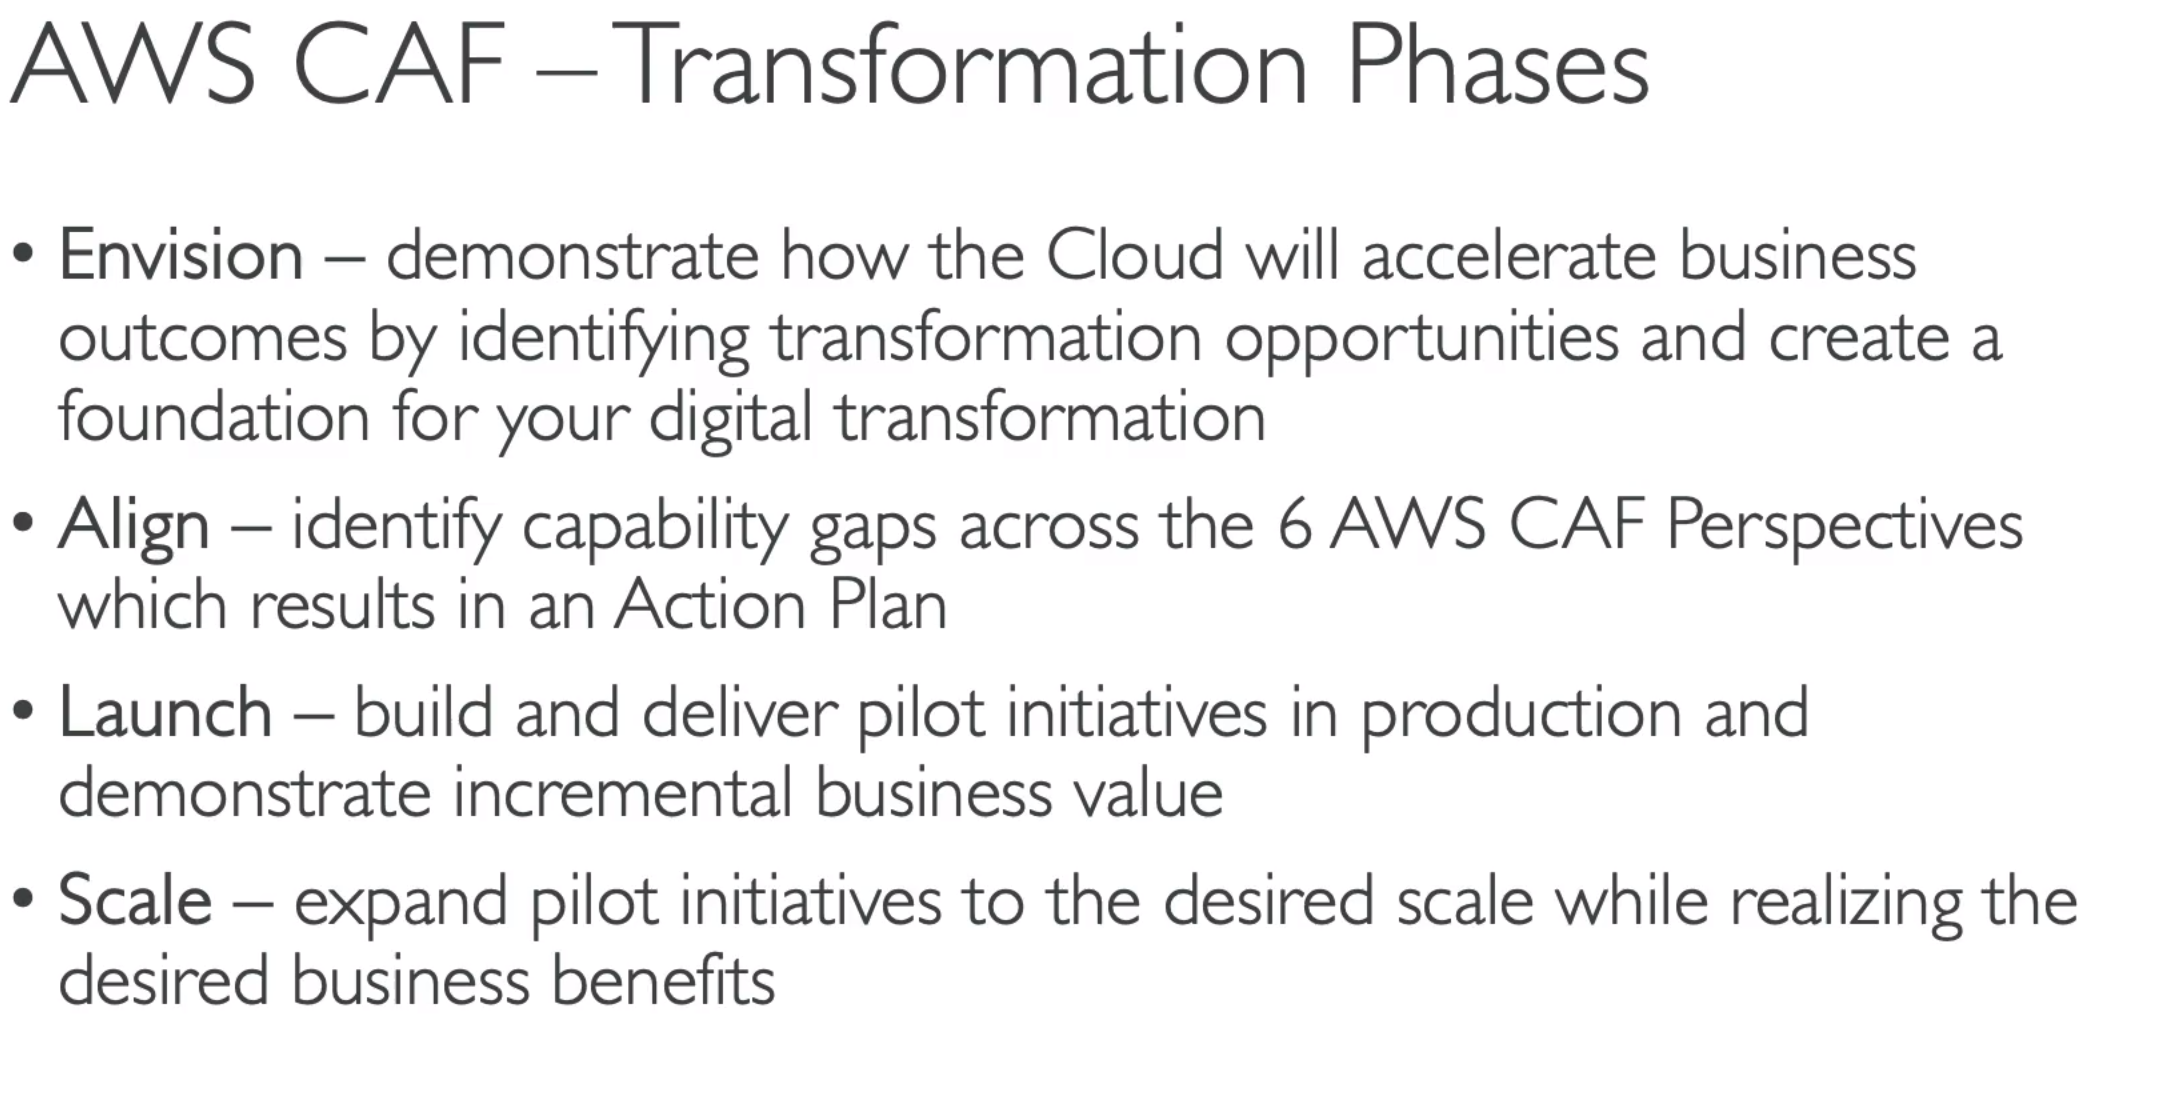 AWS CAF – Transformation Phases
• Envision – demonstrate how the Cloud will accelerate business
outcomes by identifying transformation opportunities and create a
foundation for your digital transformation
• Align – identify capability gaps across the 6 AWS CAF Perspectives
which results in an Action Plan
• Launch – build and deliver pilot initiatives in production and
demonstrate incremental business value
• Scale – expand pilot initiatives to the desired scale while realizing the
desired business benefits